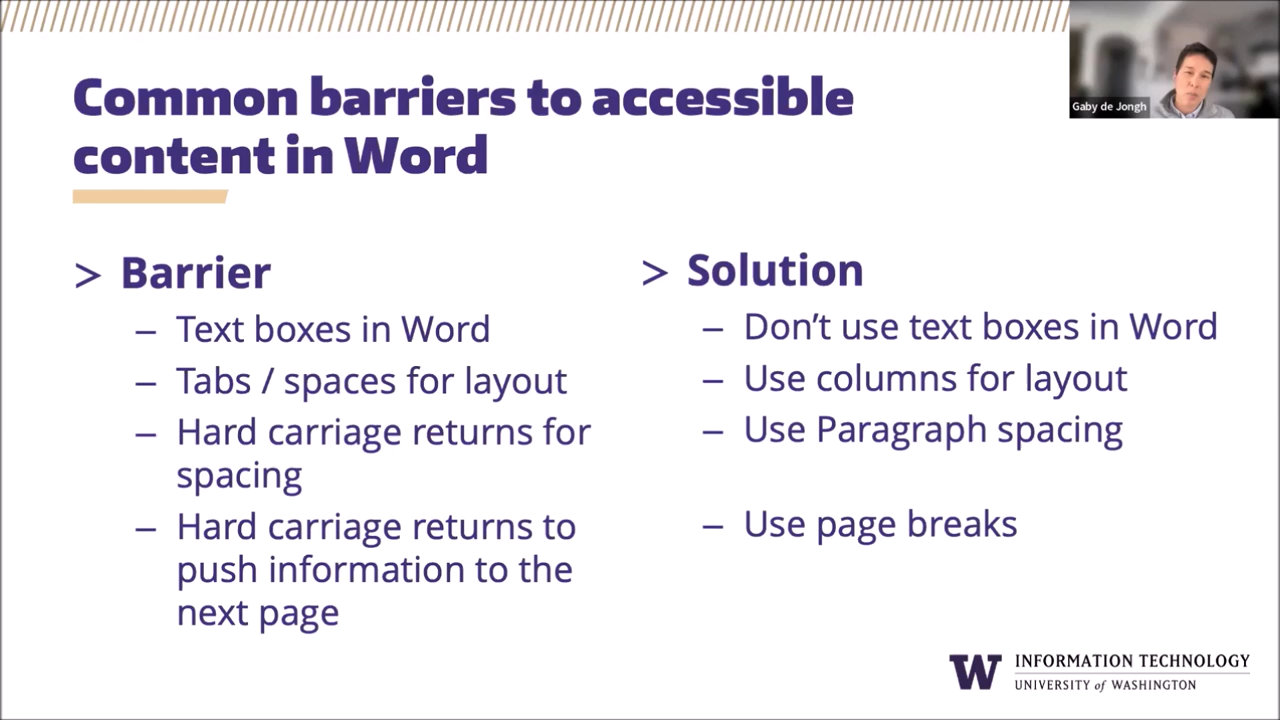 Common barriers to accessible
content in Word
Gaby de Jongh
> Barrier
– Text boxes in Word
– Tabs / spaces for layout
– Hard carriage returns for
spacing
– Hard carriage returns to
push information to the
next page
> Solution
– Don’t use text boxes in Word
– Use columns for layout
– Use Paragraph spacing
– Use page breaks
W INFORMATION TECHNOLOGY
UNIVERSITY of WASHINGTON